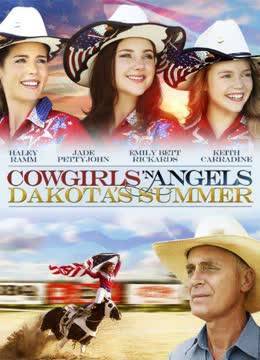 HALEY RAMM
JADE PETTYJOHN
EMILY BETT RICKARDS
KEITH CARRADINE
COWGIRLS 'N ANGELS
DAKOTA'S SUMMER